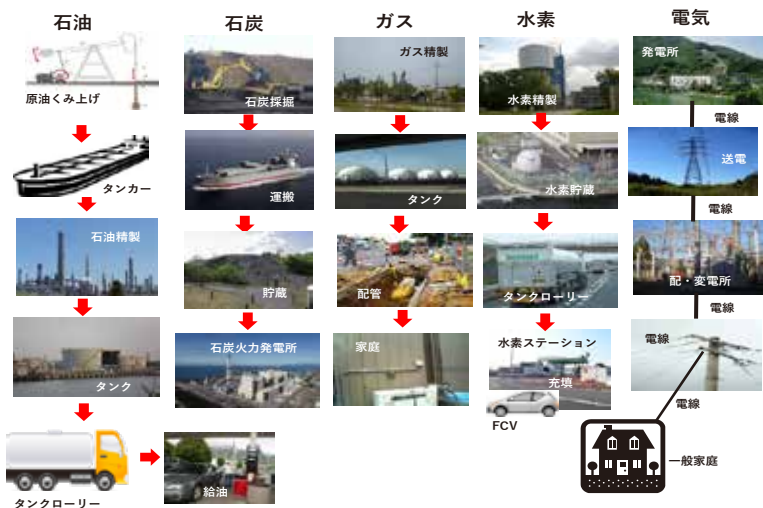 石油
原油くみ上げ
タンカー
石油精製
タンク
タンクローリー
給油
石炭
石炭採掘
運搬
貯蔵
石炭火力発電所
ガス
ガス精製
タンク
配管
家庭
水素
水素精製
水素貯蔵
タンクローリー
水素ステーション
充填
FCV
電気
発電所
電線
送電
電線
配・変電所
電線
電線
電線
一般家庭